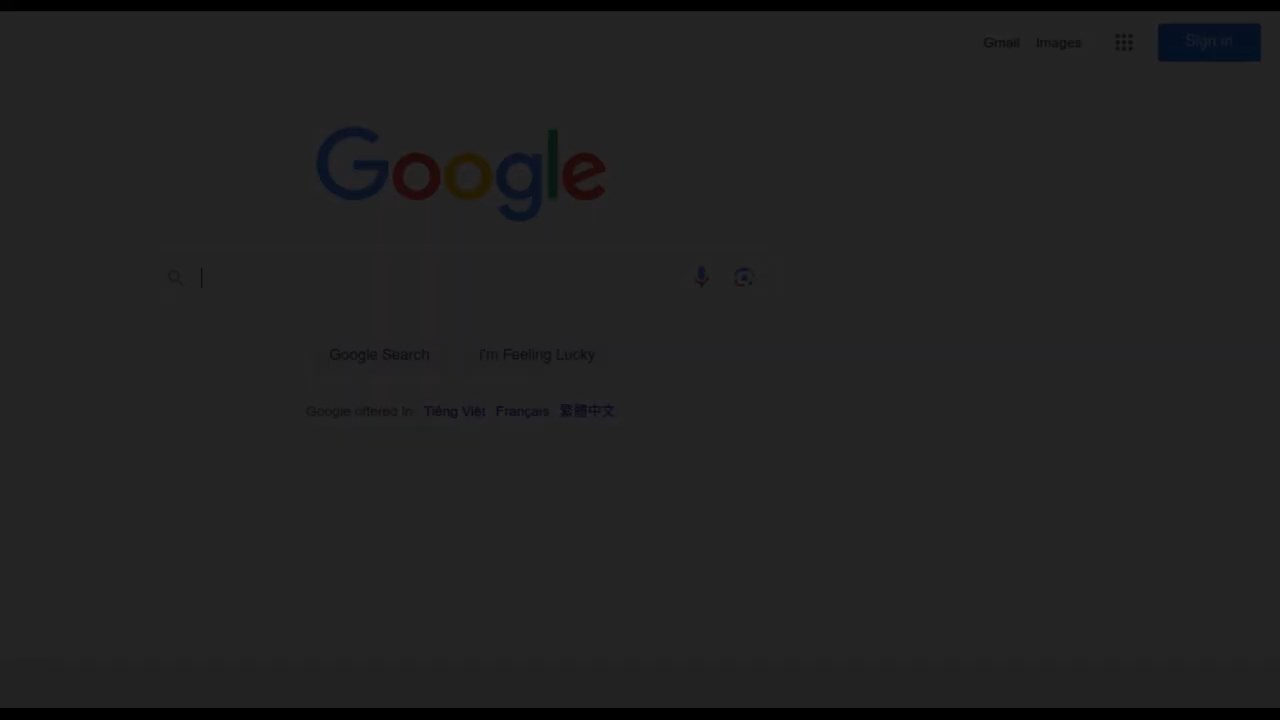 Gmail Images Sign in
Google
Google Search I'm Feeling Lucky
Google offered in: Tiếng Việt Français 繁體中文